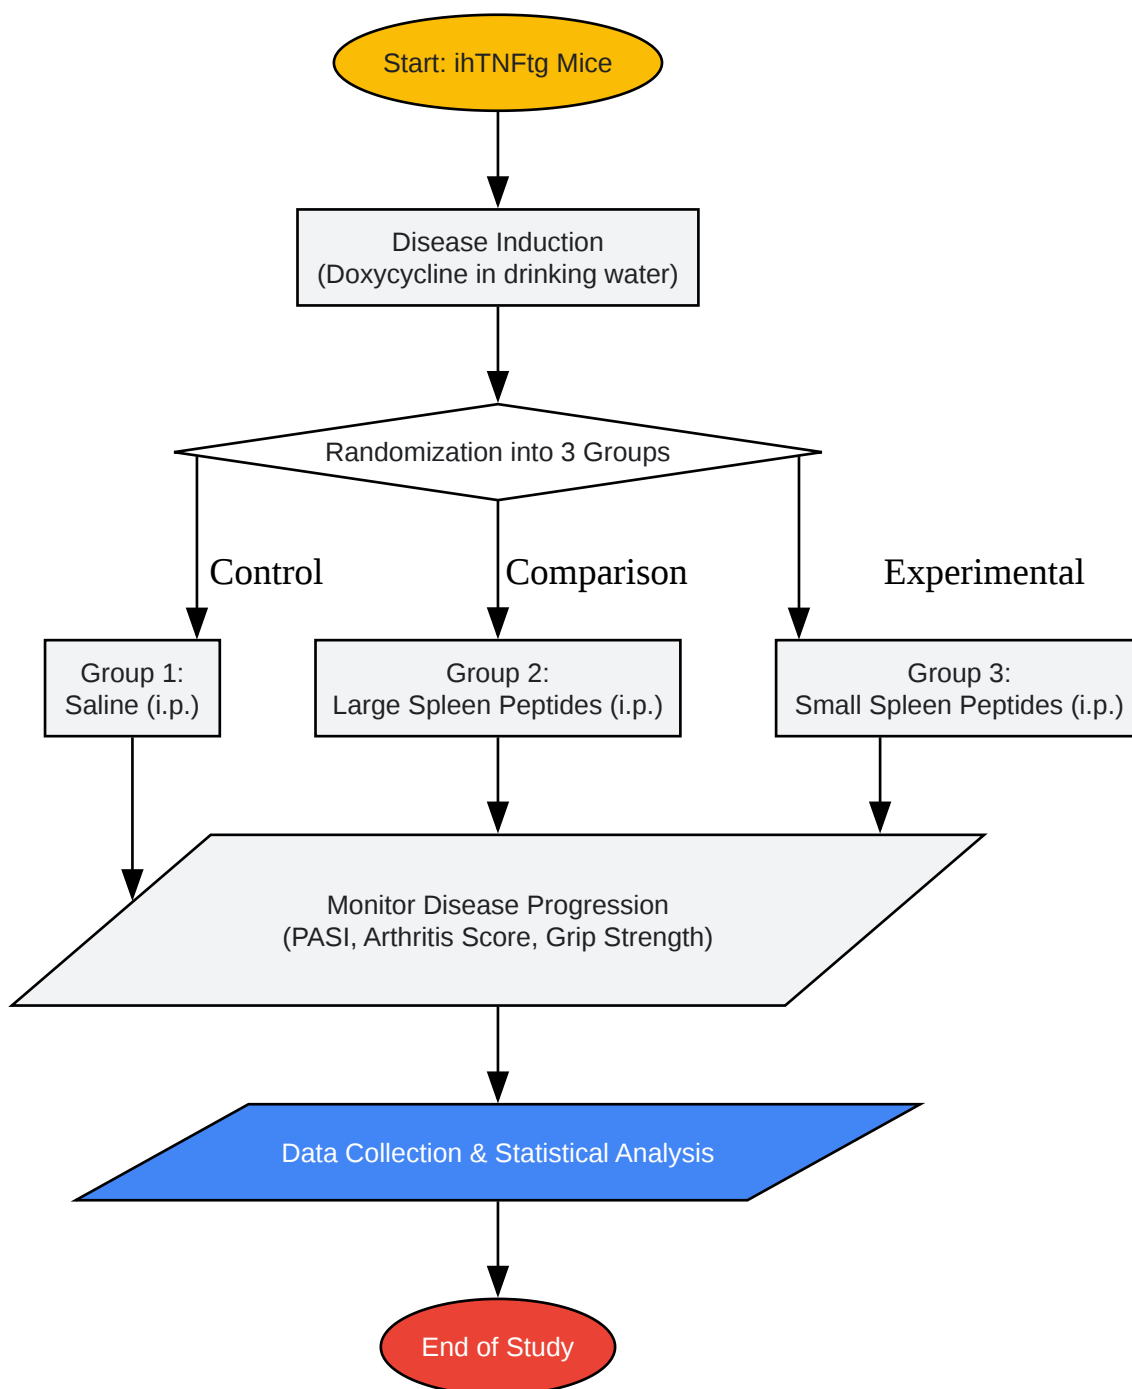 Start: ihTNFtg Mice
Disease Induction
(Doxycycline in drinking water)
Randomization into 3 Groups
Control
Comparison
Experimental
Group 1:
Saline (i.p.)
Group 2:
Large Spleen Peptides (i.p.)
Group 3:
Small Spleen Peptides (i.p.)
Monitor Disease Progression
(PASI, Arthritis Score, Grip Strength)
Data Collection & Statistical Analysis
End of Study